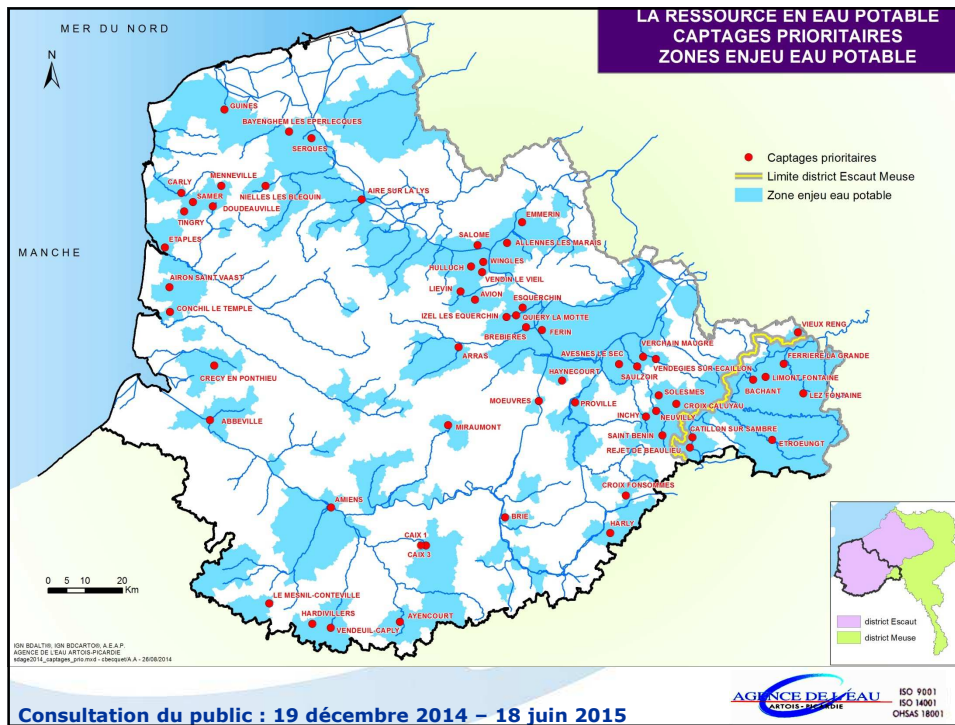 LA RESSOURCE EN EAU POTABLE
CAPTAGES PRIORITAIRES
ZONES ENJEU EAU POTABLE
MER DU NORD
N
MANCHE
Captages prioritaires
Limite district Escaut Meuse
Zone enjeu eau potable
GUINES
BAYENGHEM LES EPERLECQUES
SERQUES
MENNEVILLE
CARLY
SAMER
NIELLES LES BLEQUIN
AIRE SUR LA LYS
DOUDEAUVILLE
TINGRY
ETAPLES
EMMERIN
SALOME
ALLENNES LES MARAIS
WINGLES
HULLUCH
VENDIN LE VIEIL
AIRON SAINT VAAST
LIEVIN
AVION
CONCHIL LE TEMPLE
ESQUERCHIN
IZEL LES EQUERCHIN
QUIERY LA MOTTE
BREBIERES
FERIN
VIEUX RENG
ARRAS
VERCHAIN MAUGRE
AVESNES LE SEC
VENDEGIES SUR ECAILLON
FERRIERE LA GRANDE
CRECY EN PONTHIEU
HAYNECOURT
SAULZOIR
LIMONT FONTAINE
BACHANT
LEZ FONTAINE
SOLESMES
MOEUVRES
PROVILLE
CROIX CALUYAU
INCHY
NEUVILLY
ABBEVILLE
MIRAUMONT
SAINT BENIN
CATILLON SUR SAMBRE
REJET DE BEAULIEU
ETROEUNGT
CROIX FONSOMMES
AMIENS
BRIE
HARLY
CAIX 1
CAIX 3
LE MESNIL-CONTEVILLE
HARDIVILLERS
VENDEUIL-CAPLY
AYENCOURT
0 5 10 20
Km
district Escaut
district Meuse
IGN BDALTI®, IGN BDCARTO®, A.E.A.P.
AGENCE DE L'EAU ARTOIS-PICARDIE
sdage2014_captages_prio.mxd - cbecquet/A.A - 26/08/2014
Consultation du public : 19 décembre 2014 – 18 juin 2015
AGENCE DE L'EAU
ARTOIS - PICARDIE
ISO 9001
ISO 14001
OHSAS 18001